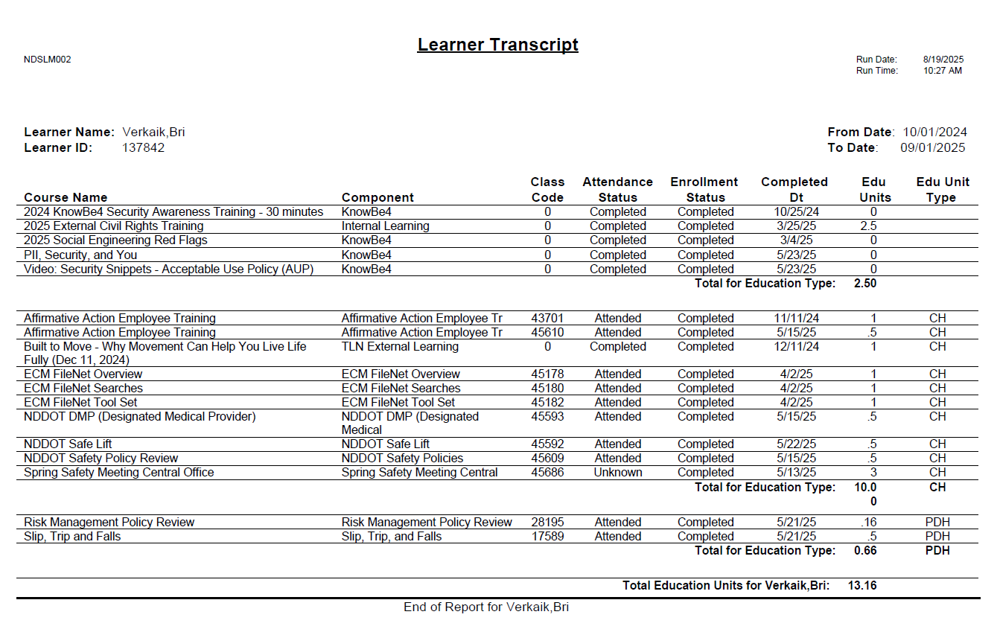 Learner Transcript
NDSLM002
Run Date: 8/19/2025
Run Time: 10:27 AM
Learner Name: Verkaik,Bri From Date: 10/01/2024
Learner ID: 137842 To Date: 09/01/2025
Class Attendance Enrollment Completed Edu Edu Unit
Course Name Component Code Status Status Dt Units Type
2024 KnowBe4 Security Awareness Training - 30 minutes KnowBe4 0 Completed Completed 10/25/24 0
2025 External Civil Rights Training Internal Learning 0 Completed Completed 3/25/25 2.5
2025 Social Engineering Red Flags KnowBe4 0 Completed Completed 3/4/25 0
PII, Security, and You KnowBe4 0 Completed Completed 5/23/25 0
Video: Security Snippets - Acceptable Use Policy (AUP) KnowBe4 0 Completed Completed 5/23/25 0
Total for Education Type: 2.50
Affirmative Action Employee Training Affirmative Action Employee Tr 43701 Attended Completed 11/11/24 1 CH
Affirmative Action Employee Training Affirmative Action Employee Tr 45610 Attended Completed 5/15/25 .5 CH
Built to Move - Why Movement Can Help You Live Life TLN External Learning 0 Completed Completed 12/11/24 1 CH
Fully (Dec 11, 2024)
ECM FileNet Overview ECM FileNet Overview 45178 Attended Completed 4/2/25 1 CH
ECM FileNet Searches ECM FileNet Searches 45180 Attended Completed 4/2/25 1 CH
ECM FileNet Tool Set ECM FileNet Tool Set 45182 Attended Completed 4/2/25 1 CH
NDDOT DMP (Designated Medical Provider) NDDOT DMP (Designated 45593 Attended Completed 5/15/25 .5 CH
Medical
NDDOT Safe Lift NDDOT Safe Lift 45592 Attended Completed 5/22/25 .5 CH
NDDOT Safety Policy Review NDDOT Safety Policies 45609 Attended Completed 5/15/25 .5 CH
Spring Safety Meeting Central Office Spring Safety Meeting Central 45686 Unknown Completed 5/13/25 3 CH
Total for Education Type: 10.0 CH
0
Risk Management Policy Review Risk Management Policy Review 28195 Attended Completed 5/21/25 .16 PDH
Slip, Trip and Falls Slip, Trip, and Falls 17589 Attended Completed 5/21/25 .5 PDH
Total for Education Type: 0.66 PDH
Total Education Units for Verkaik,Bri: 13.16
End of Report for Verkaik,Bri